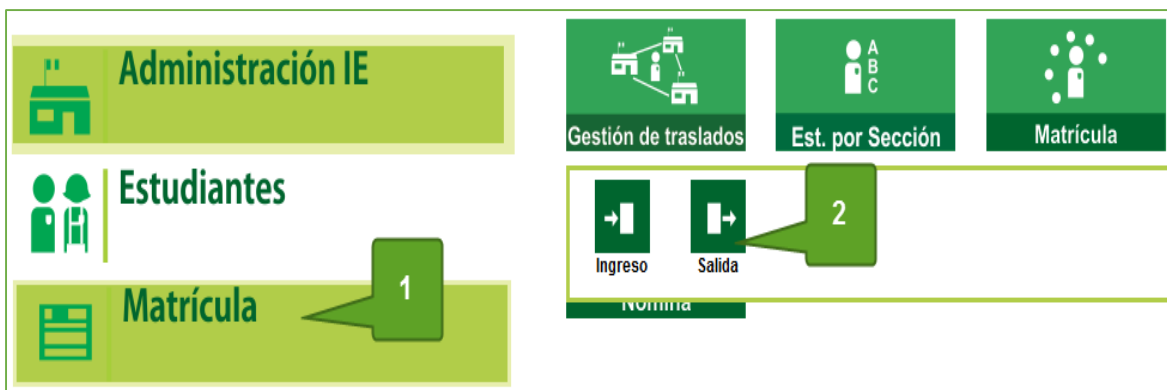 Administración IE
Estudiantes
Matrícula
1
Gestión de traslados
A
B
C
Est. por Sección
Matrícula
Ingreso
Salida
2
Nómina